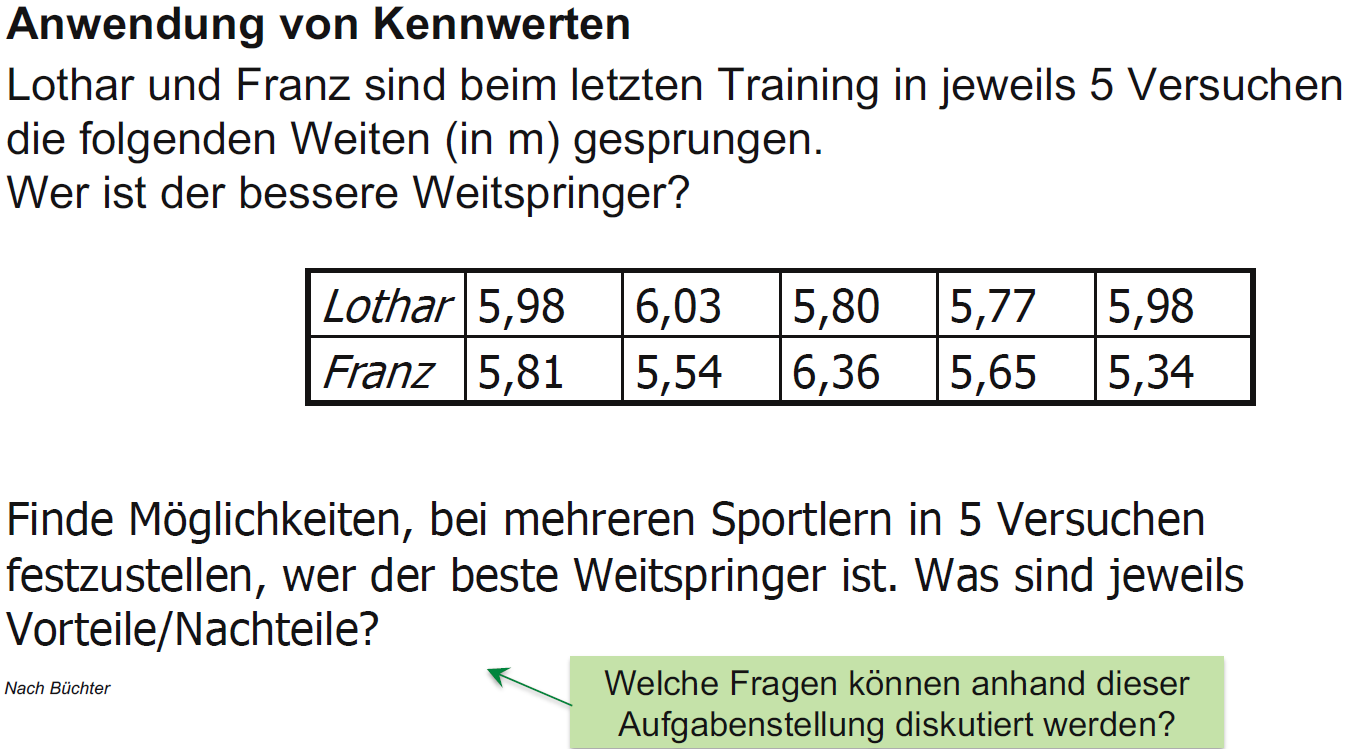 Anwendung von Kennwerten
Lothar und Franz sind beim letzten Training in jeweils 5 Versuchen
die folgenden Weiten (in m) gesprungen.
Wer ist der bessere Weitspringer?
Lothar 5,98 6,03 5,80 5,77 5,98
Franz 5,81 5,54 6,36 5,65 5,34
Finde Möglichkeiten, bei mehreren Sportlern in 5 Versuchen
festzustellen, wer der beste Weitspringer ist. Was sind jeweils
Vorteile/Nachteile?
Nach Büchter
Welche Fragen können anhand dieser
Aufgabenstellung diskutiert werden?